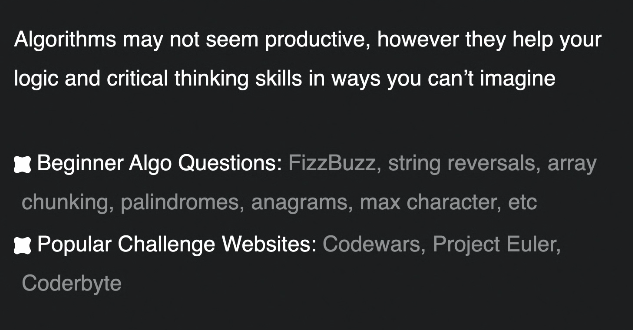 Algorithms may not seem productive, however they help your
logic and critical thinking skills in ways you can’t imagine
Beginner Algo Questions: FizzBuzz, string reversals, array
chunking, palindromes, anagrams, max character, etc
Popular Challenge Websites: Codewars, Project Euler,
Coderbyte